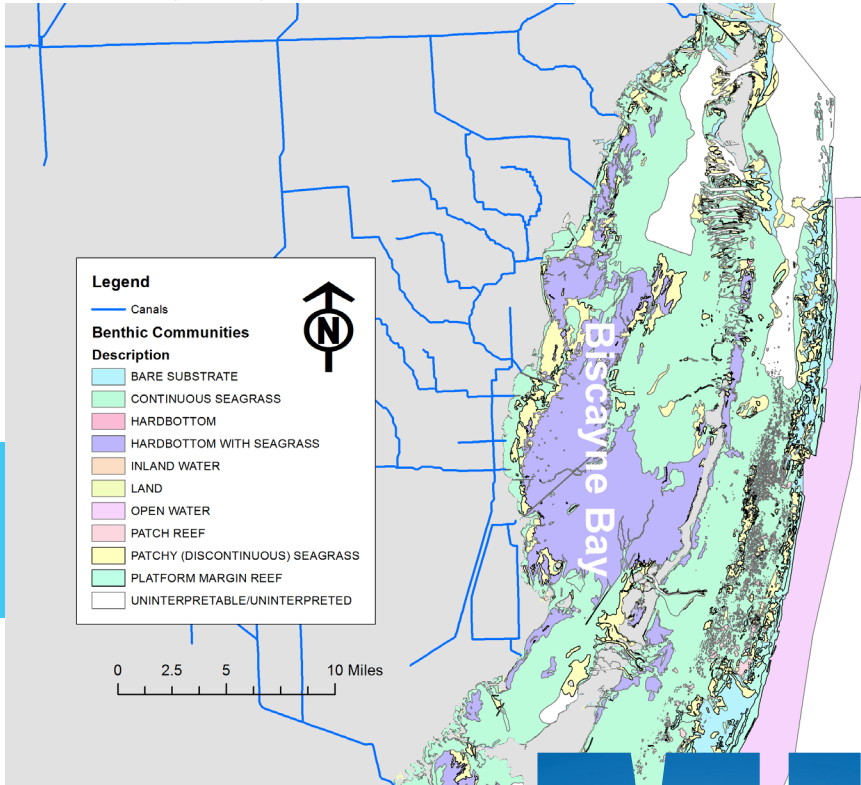 Legend
Canals
N
Benthic Communities
Description
BARE SUBSTRATE
CONTINUOUS SEAGRASS
HARDBOTTOM
HARDBOTTOM WITH SEAGRASS
INLAND WATER
LAND
OPEN WATER
PATCH REEF
PATCHY (DISCONTINUOUS) SEAGRASS
PLATFORM MARGIN REEF
UNINTERPRETABLE/UNINTERPRETED
0 2.5 5 10 Miles
Biscayne Bay